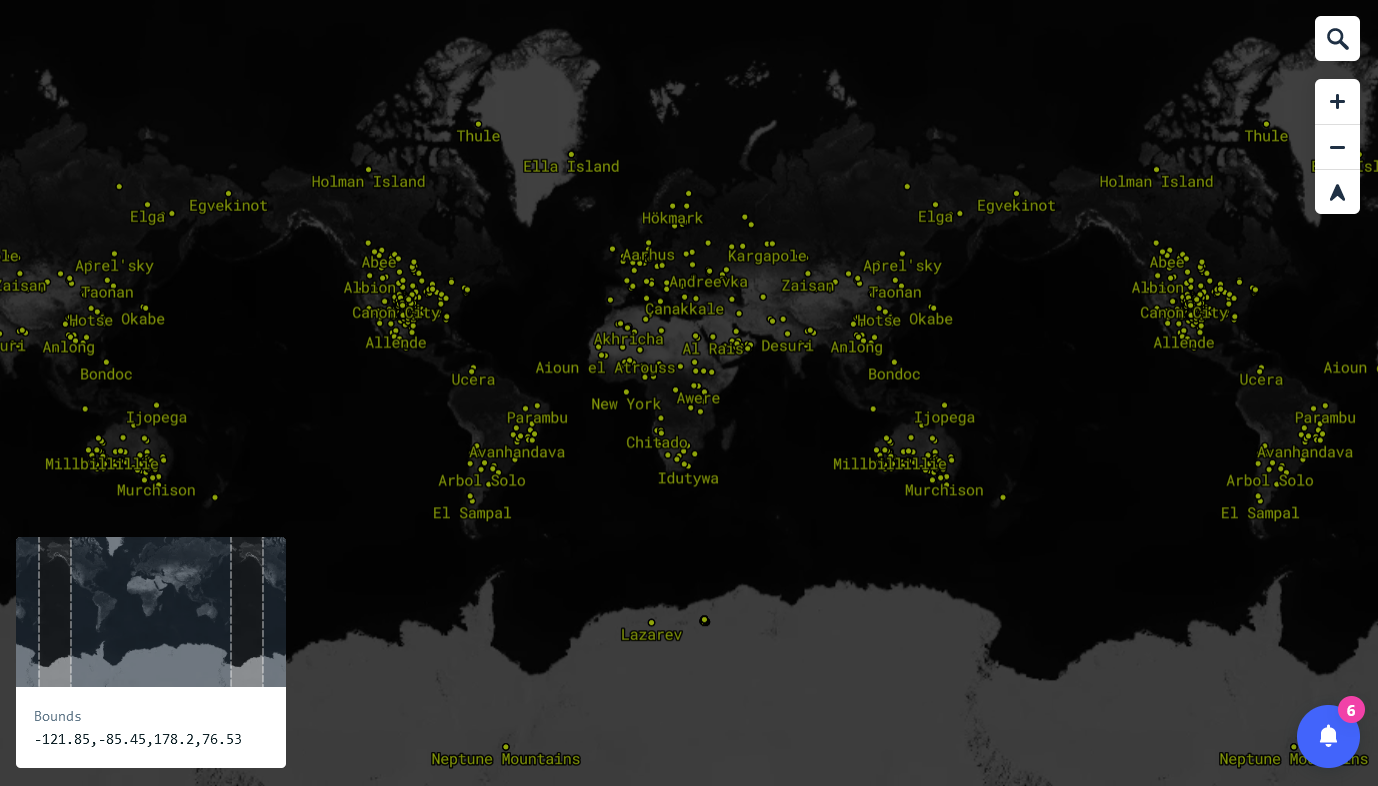 Thule
Thule
Ella Island
Holman Island
Holman Island
Egvekinot
Egvekinot
Elga
Elga
Hökmark
Aarhus
Kargapole
Abee
Abee
Aprel'sky
Aprel'sky
Andreevka
Zaisan
Zaisan
Albion
Albion
Taonan
Taonan
Canon City
Canon City
Çanakkale
Hotse
Okabe
Hotse
Okabe
Akhricha
Allende
Allende
Al Rais
Desuri
Amlong
Amlong
Aioun el Atrouss
Aioun
Bondoc
Bondoc
Ucera
Ucera
New York
Awere
Ijopega
Ijopega
Parambu
Parambu
Chitado
Avanhandava
Avanhandava
Millbillillie
Millbillillie
Idutywa
Arbol Solo
Arbol Solo
Murchison
Murchison
El Sampal
El Sampal
Lazarev
Neptune Mountains
Bounds
-121.85,-85.45,178.2,76.53
6